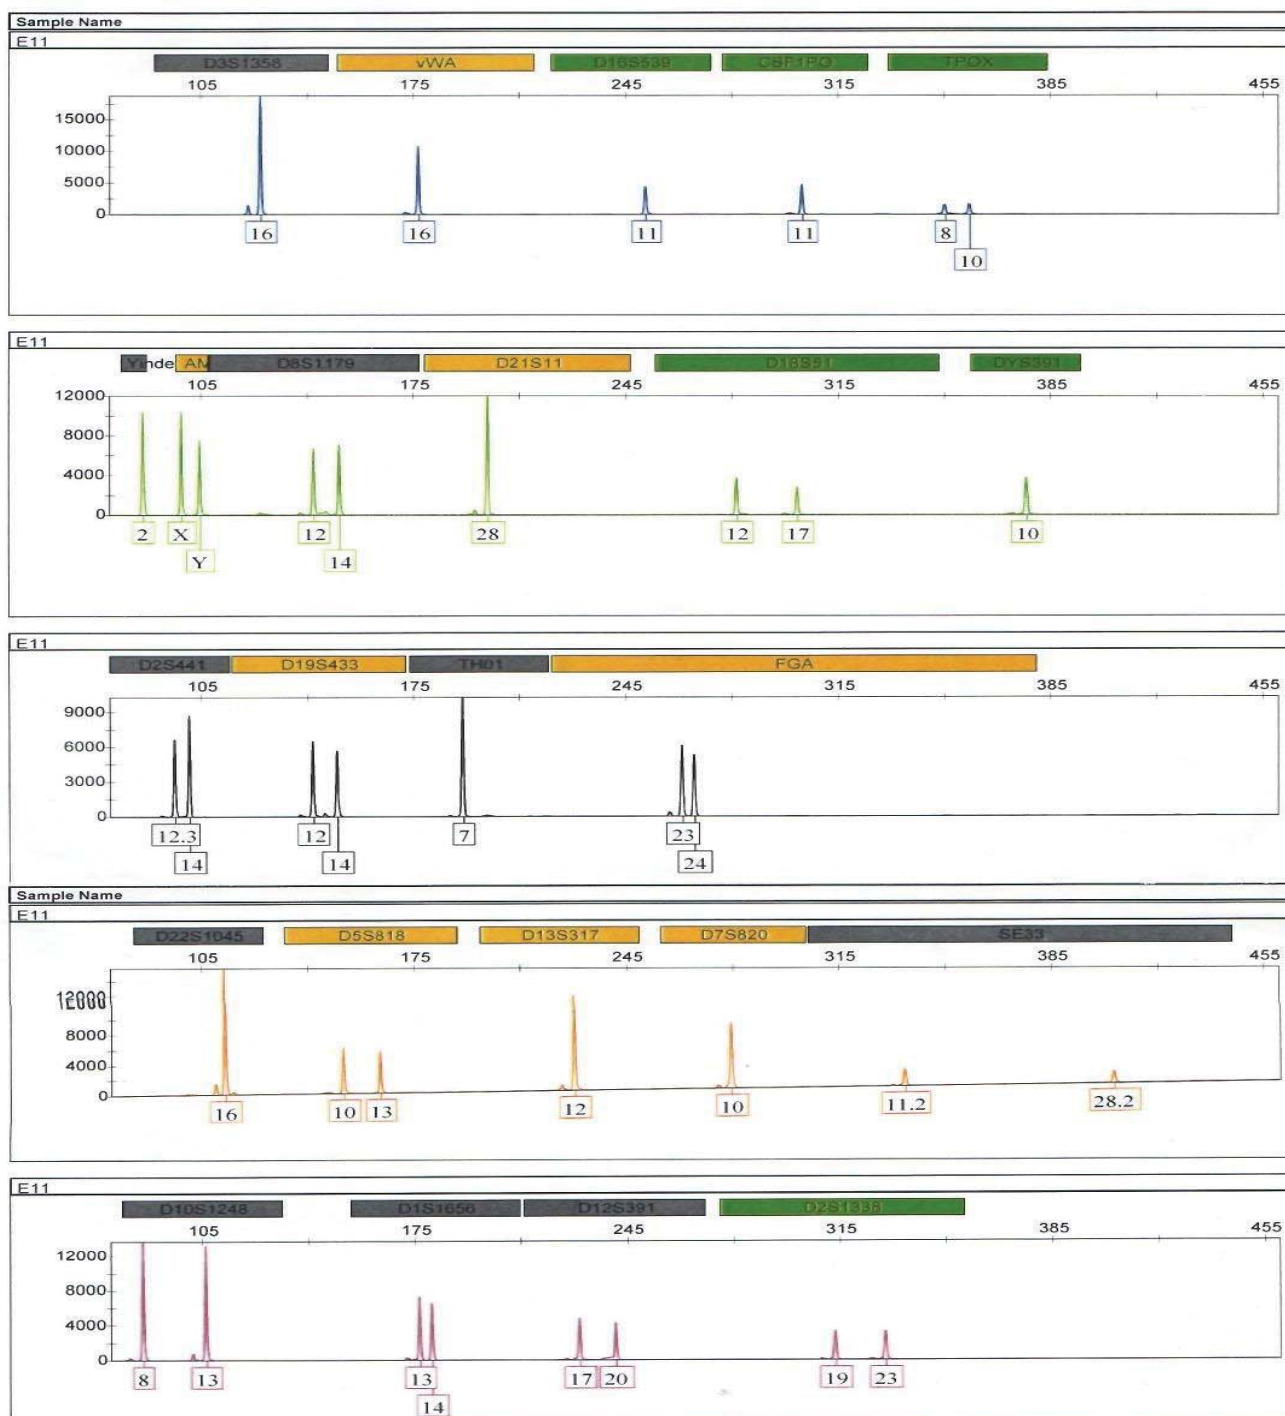 Sample Name
E11
D3S1358 vWA D16S539 CSF1PO TPOX
105 175 245 315 385 455
15000
10000
5000
0
16 16 11 11 8
10
E11
Yinde AM D8S1179 D21S11 D18S51 DYS391
105 175 245 315 385 455
12000
8000
4000
0
2 X 12 28 12 17 10
Y 14
E11
D2S441 D19S433 TH01 FGA
105 175 245 315 385 455
9000
6000
3000
0
12.3 12 7 23
14 14 24
Sample Name
E11
D22S1045 D5S818 D13S317 D7S820 SE33
105 175 245 315 385 455
12000
8000
4000
0
16 10 13 12 10 11.2 28.2
E11
D10S1248 D1S1656 D12S391 D2S1338
105 175 245 315 385 455
12000
8000
4000
0
8 13 13 17 20 19 23
14